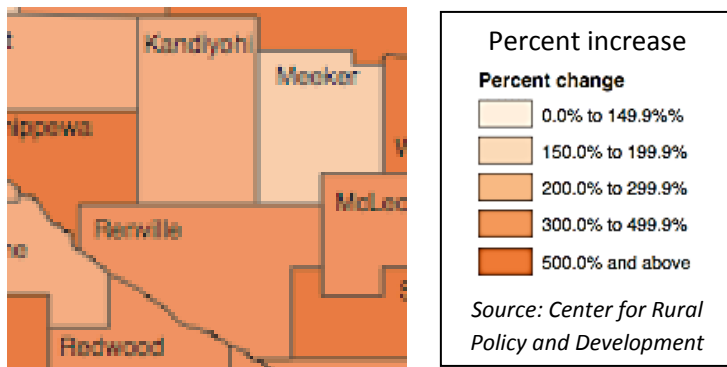 Kandiyohi
Meeker
hippewa
McLeo
Renville
Redwood
Percent increase
Percent change
0.0% to 149.9%%
150.0% to 199.9%
200.0% to 299.9%
300.0% to 499.9%
500.0% and above
Source: Center for Rural
Policy and Development